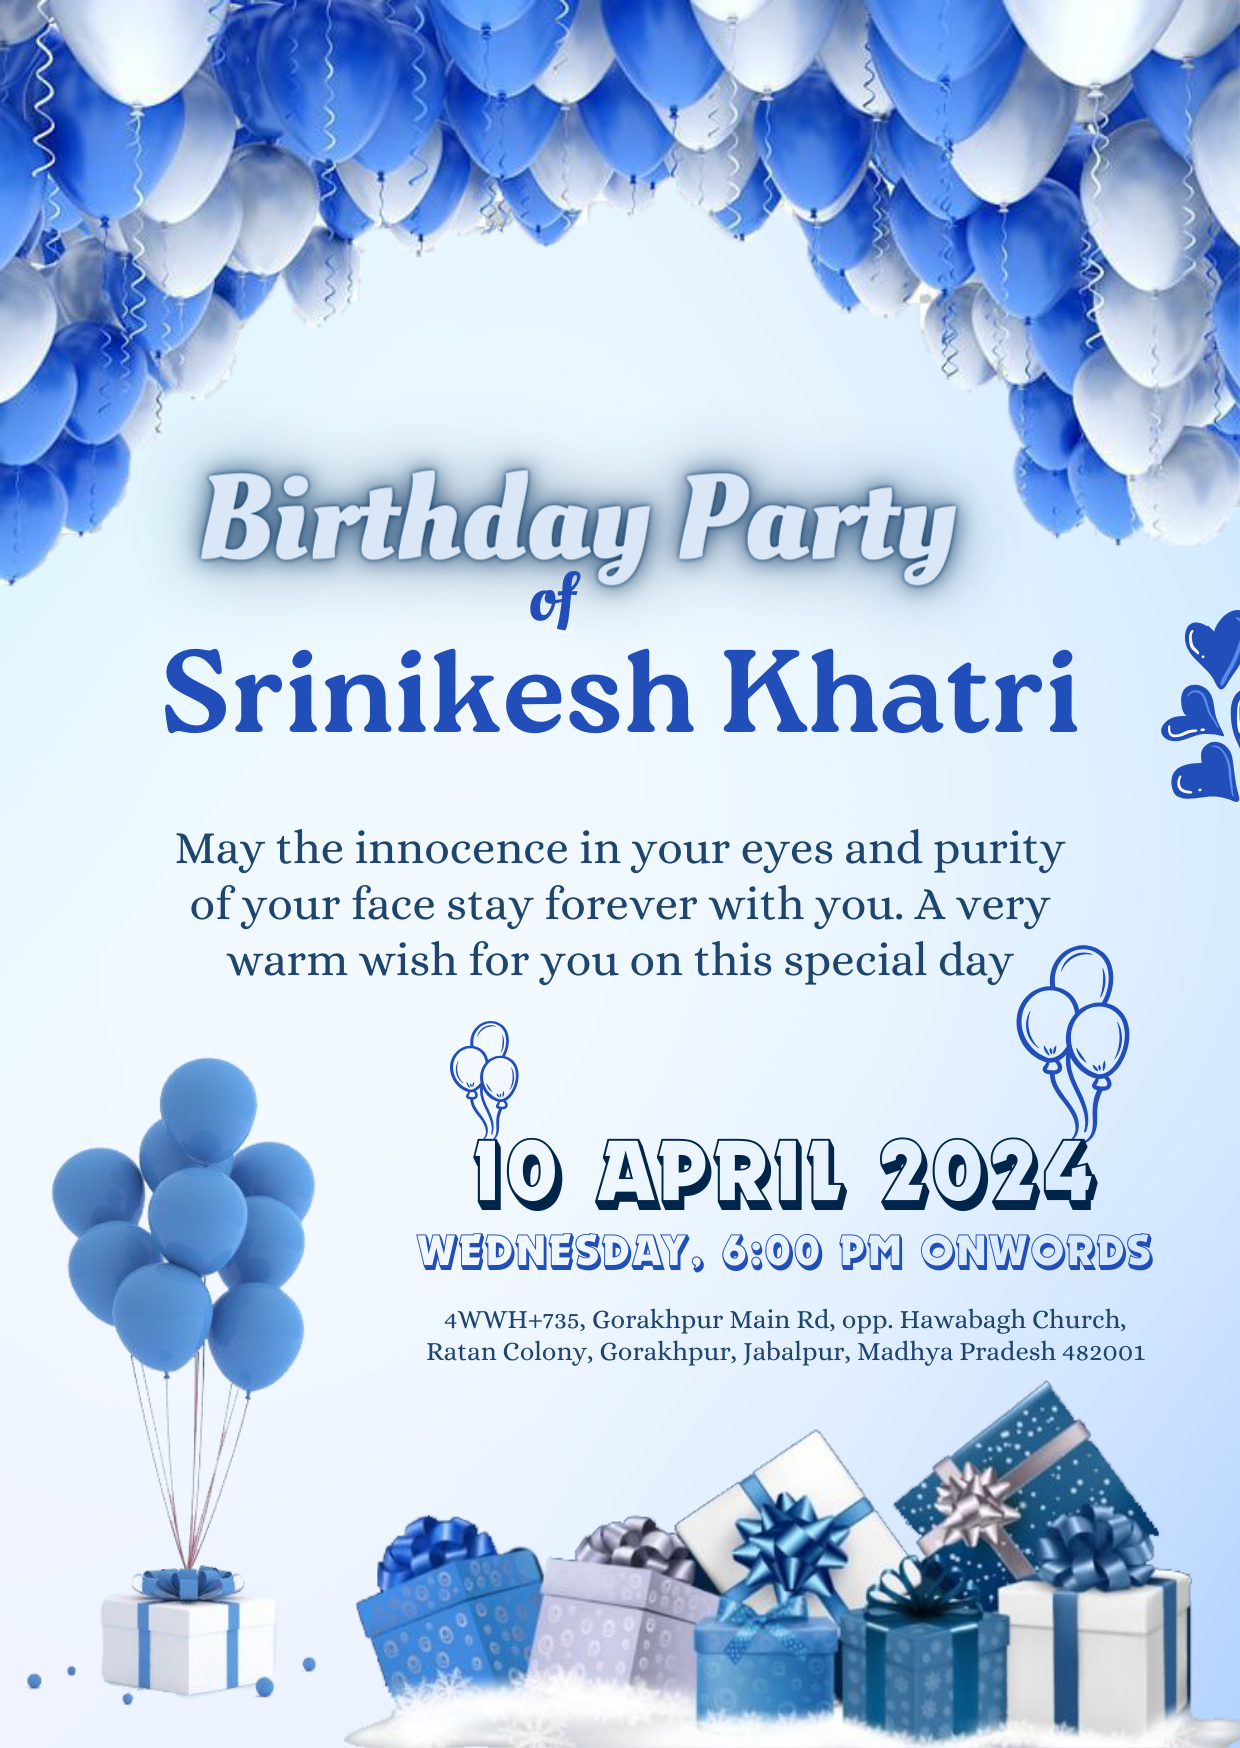 Birthday Party
of
Srinikesh Khatri
May the innocence in your eyes and purity
of your face stay forever with you. A very
warm wish for you on this special day
10 APRIL 2024
WEDNESDAY, 6:00 PM ONWORDS
4WWH+735, Gorakhpur Main Rd, opp. Hawabagh Church,
Ratan Colony, Gorakhpur, Jabalpur, Madhya Pradesh 482001